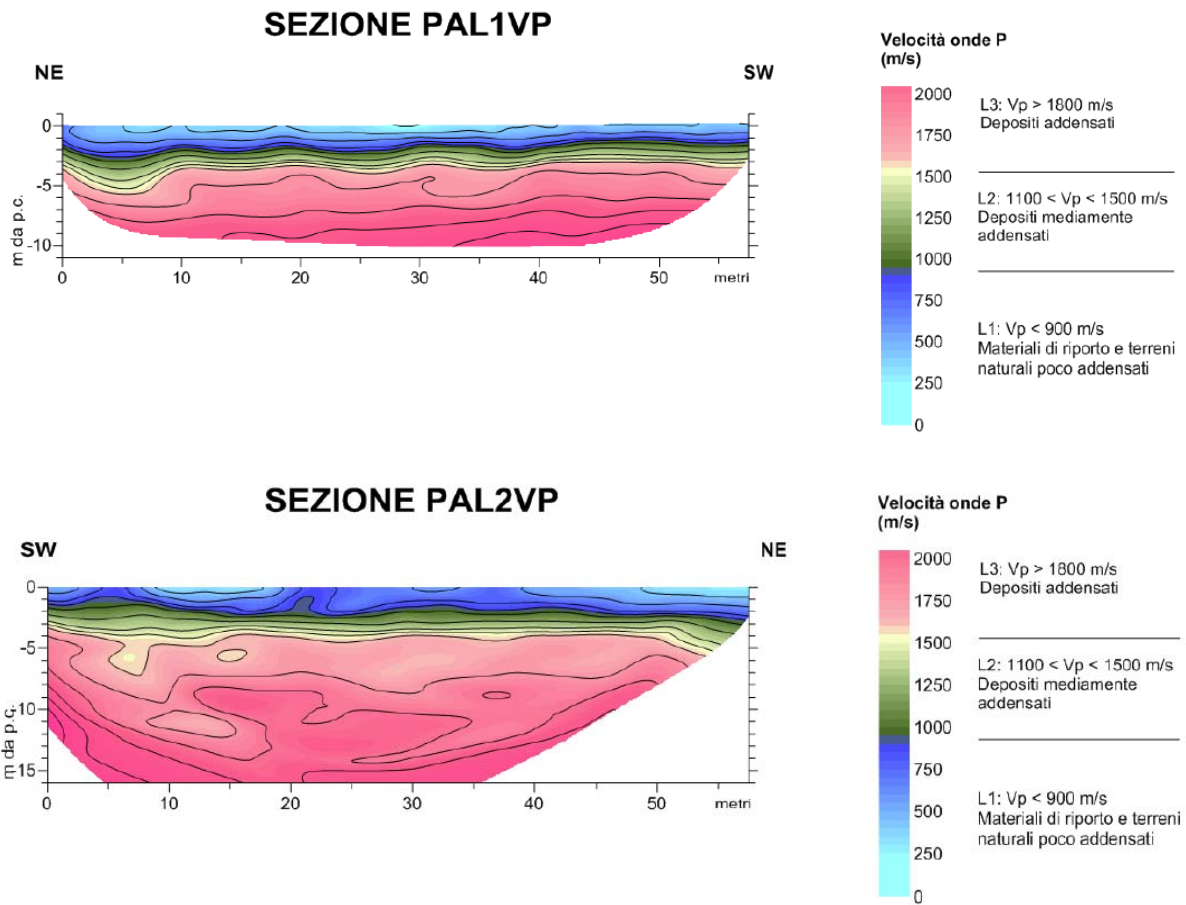 SEZIONE PAL1VP
NE
SW
0
-5
-10
m da p.c.
0
10
20
30
40
50
metri
Velocità onde P
(m/s)
2000
1750
1500
1250
1000
750
500
250
0
L3: Vp > 1800 m/s
Depositi addensati
L2: 1100 < Vp < 1500 m/s
Depositi mediamente
addensati
L1: Vp < 900 m/s
Materiali di riporto e terreni
naturali poco addensati
SEZIONE PAL2VP
SW
NE
0
-5
-10
15
m da p.c.
0
10
20
30
40
50
metri
Velocità onde P
(m/s)
2000
1750
1500
1250
1000
750
500
250
0
L3: Vp > 1800 m/s
Depositi addensati
L2: 1100 < Vp < 1500 m/s
Depositi mediamente
addensati
L1: Vp < 900 m/s
Materiali di riporto e terreni
naturali poco addensati